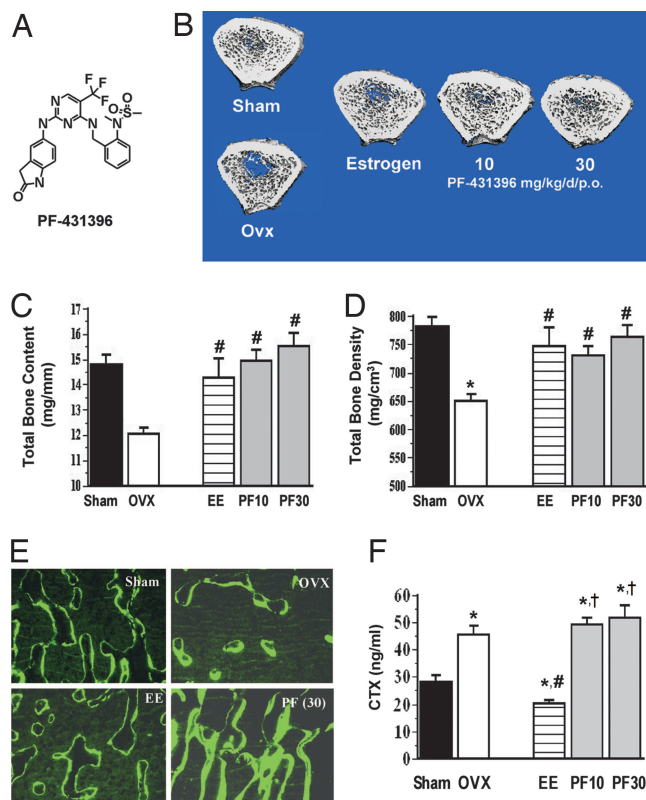 A
F
F
F
N
N
N
H
N
H
N
O
S
O
N
O
PF-431396
B
Sham
Ovx
Estrogen
10
30
PF-431396 mg/kg/d/p.o.
C
Total Bone Content
(mg/mm)
17
16
15
14
13
12
11
10
#
#
#
Sham OVX EE PF10 PF30
D
Total Bone Density
(mg/cm³)
800
750
700
650
600
550
500
*
#
#
#
Sham OVX EE PF10 PF30
E
Sham
OVX
EE
PF (30)
F
CTX (ng/ml)
60
50
40
30
20
10
0
*
*,#
*,†
*,†
Sham OVX EE PF10 PF30